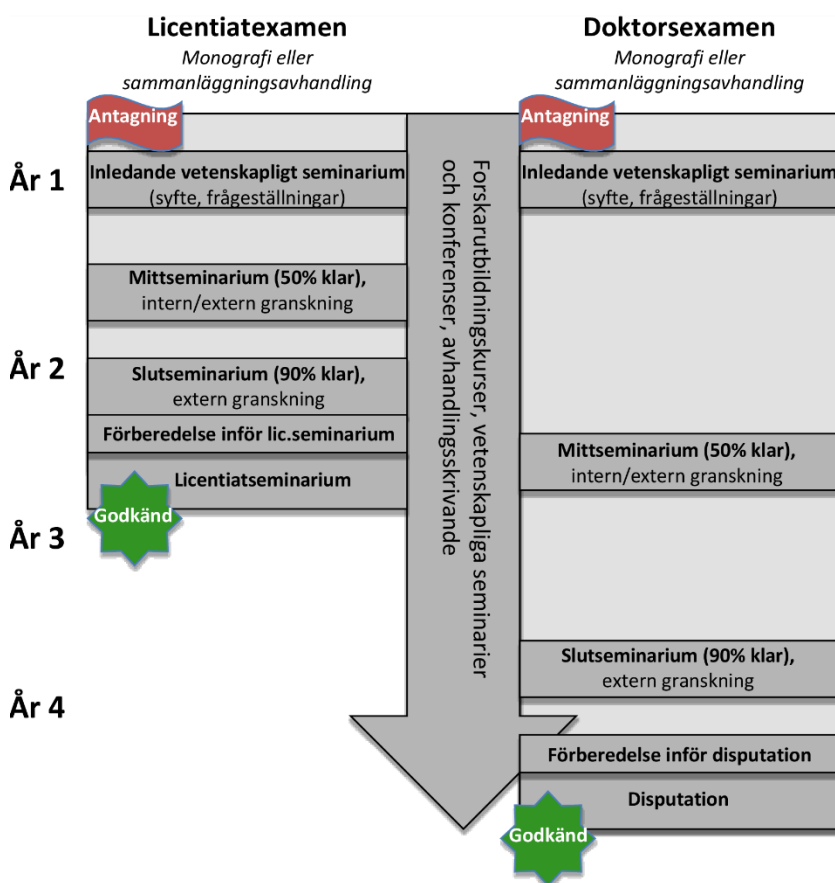 Licentiatexamen
Monografi eller
sammanläggningsavhandling
Antagning
Inledande vetenskapligt seminarium
(syfte, frågeställningar)
Mittseminarium (50% klar),
intern/extern granskning
Slutseminarium (90% klar),
extern granskning
Förberedelse inför lic.seminarium
Licentiatseminarium
Godkänd
År 1
År 2
År 3
År 4
Forskarutbildningskurser, vetenskapliga seminarier
och konferenser, avhandlingsskrivande
Doktorsexamen
Monografi eller
sammanläggningsavhandling
Antagning
Inledande vetenskapligt seminarium
(syfte, frågeställningar)
Mittseminarium (50% klar),
intern/extern granskning
Slutseminarium (90% klar),
extern granskning
Förberedelse inför disputation
Disputation
Godkänd